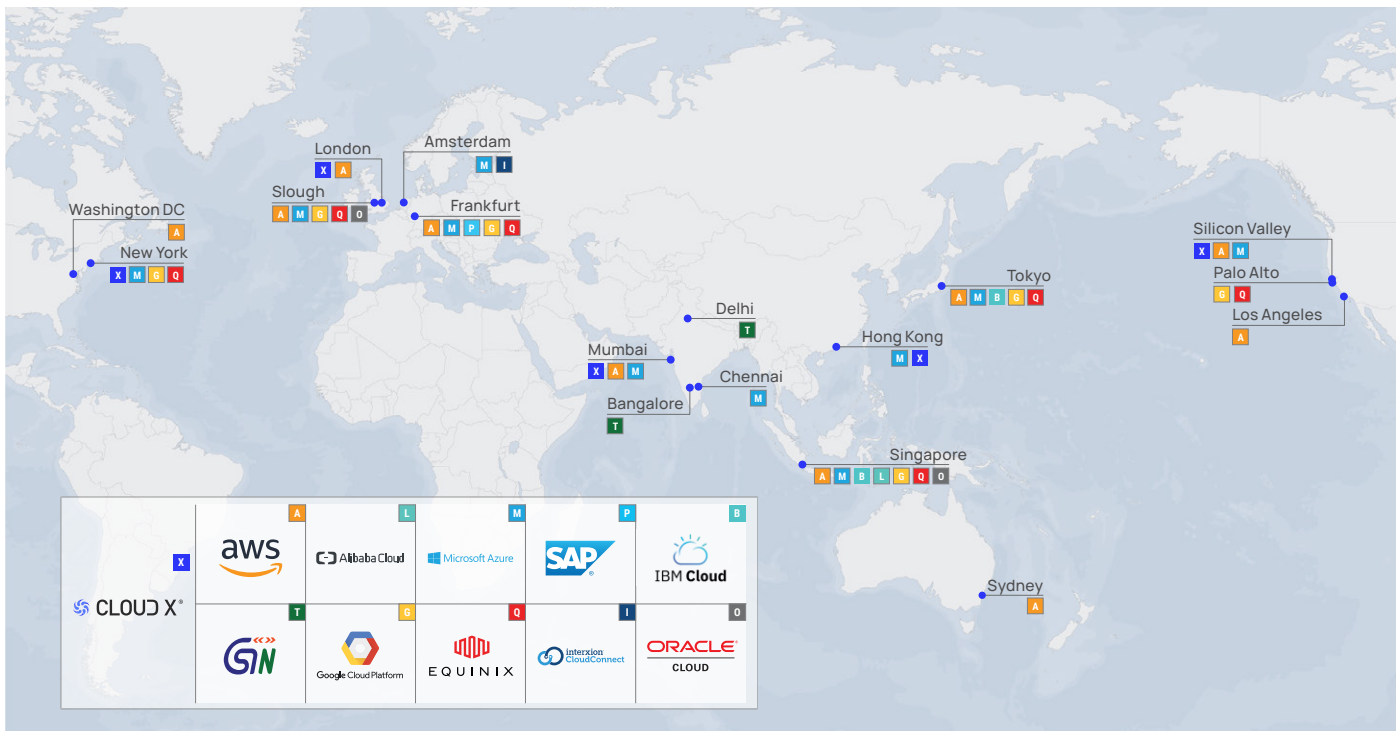 London
X A
Amsterdam
M I
Slough
A M G Q O
Frankfurt
A M P G Q
Washington DC
A
New York
X M G Q
Silicon Valley
X A M
Palo Alto
G Q
Los Angeles
A
Tokyo
A M B G Q
Delhi
T
Hong Kong
M X
Mumbai
X A M
Chennai
M
Bangalore
T
Singapore
A M B L G Q O
Sydney
A
X
CLOUD X®
A
aws
L
Alibaba Cloud
M
Microsoft Azure
P
SAP®
B
IBM Cloud
T
GTN
G
Google Cloud Platform
Q
EQUINIX
I
interxion
CloudConnect
O
ORACLE®
CLOUD